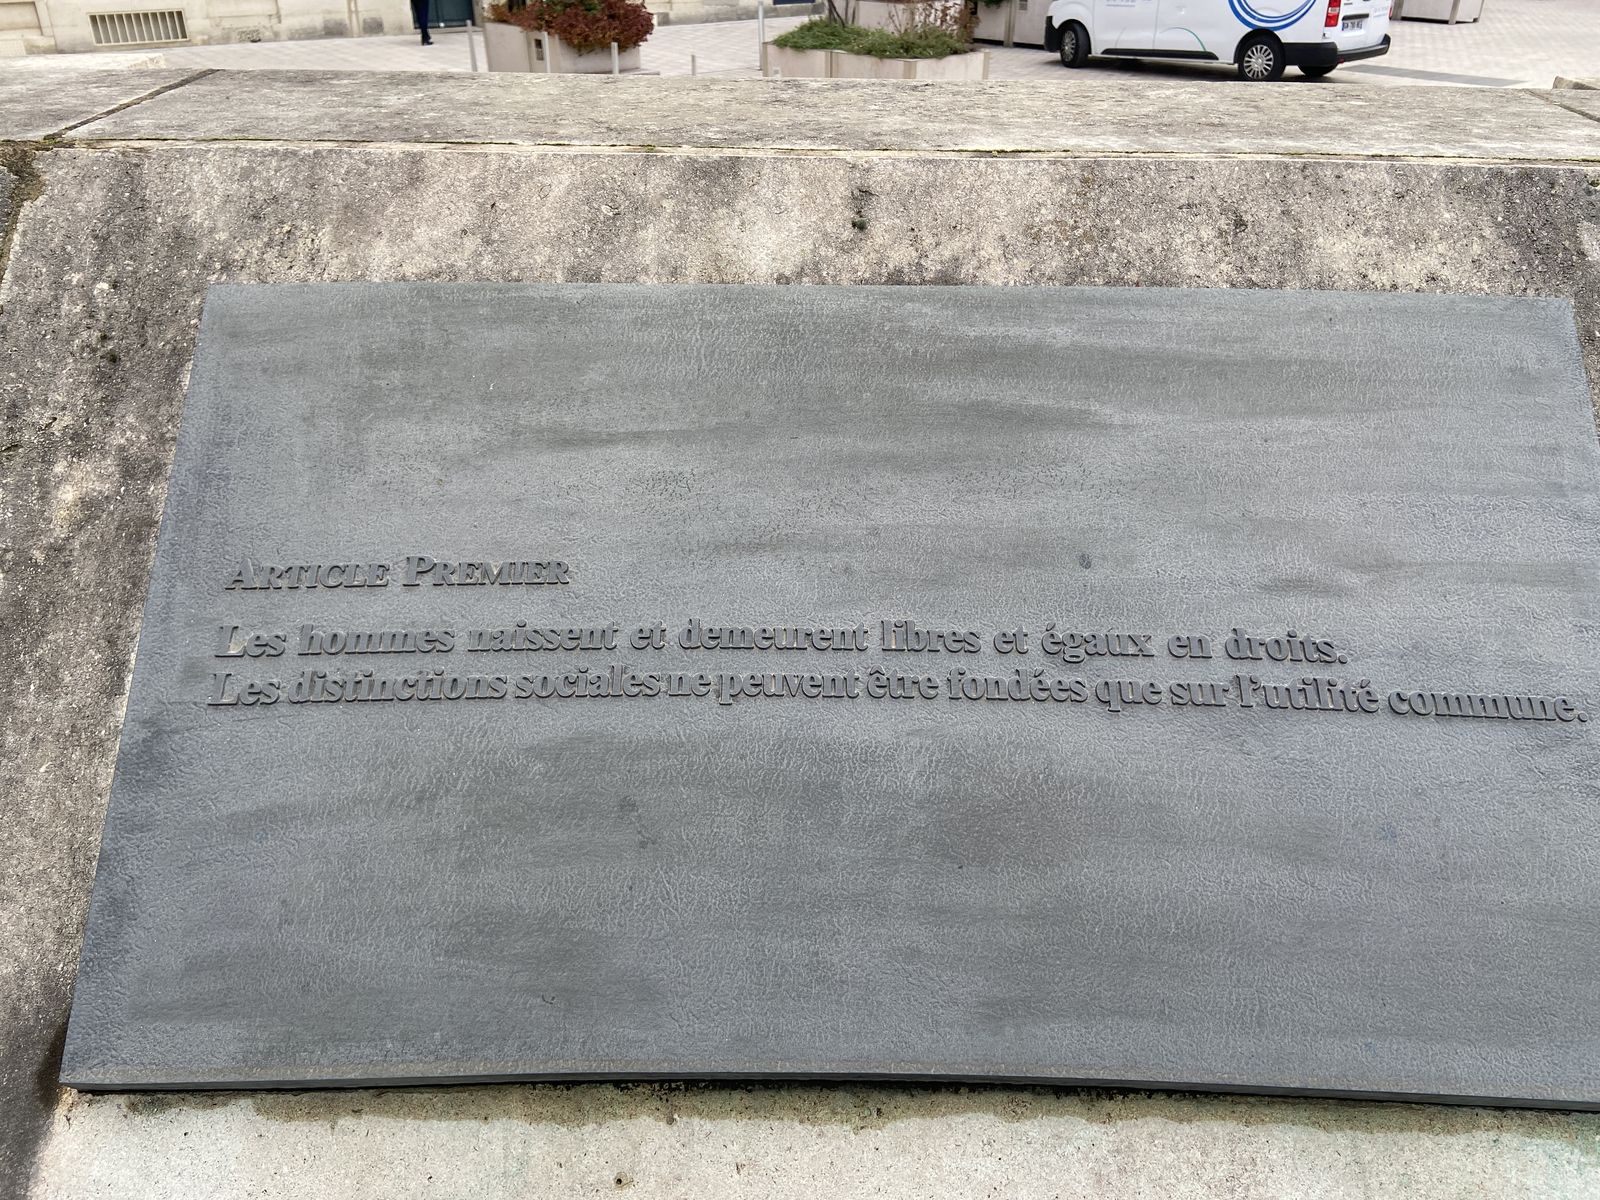 Article Premier
Les hommes naissent et demeurent libres et égaux en droits.
Les distinctions sociales ne peuvent être fondées que sur l'utilité commune.